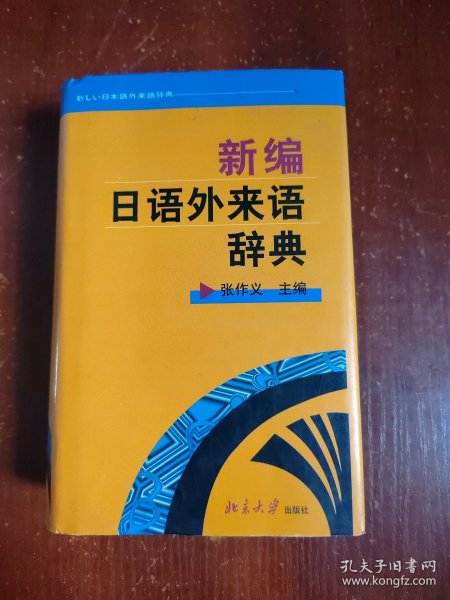 新しい日本語外来語辞典
新编
日语外来语
辞典
张作义 主编
北京大学出版社
孔夫子旧书网
www.kongfz.com